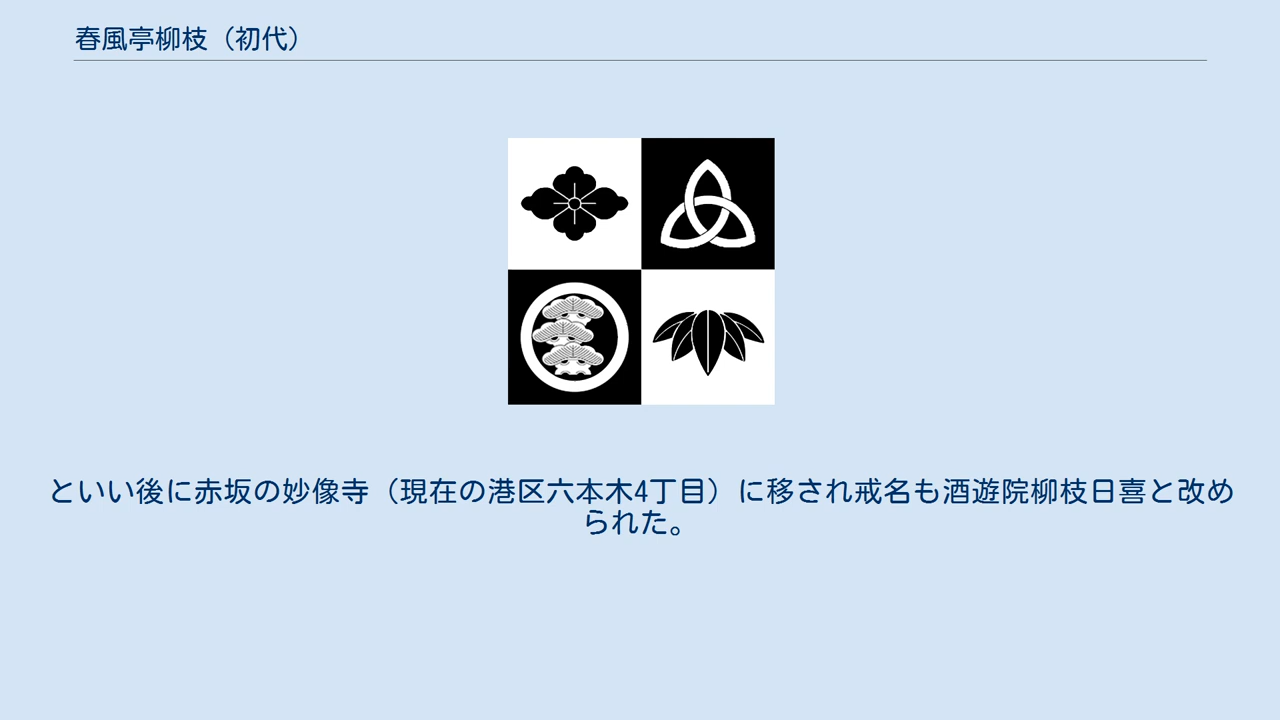 春風亭柳枝（初代）
といい後に赤坂の妙像寺（現在の港区六本木4丁目）に移され戒名も酒遊院柳枝日喜と改め
られた。